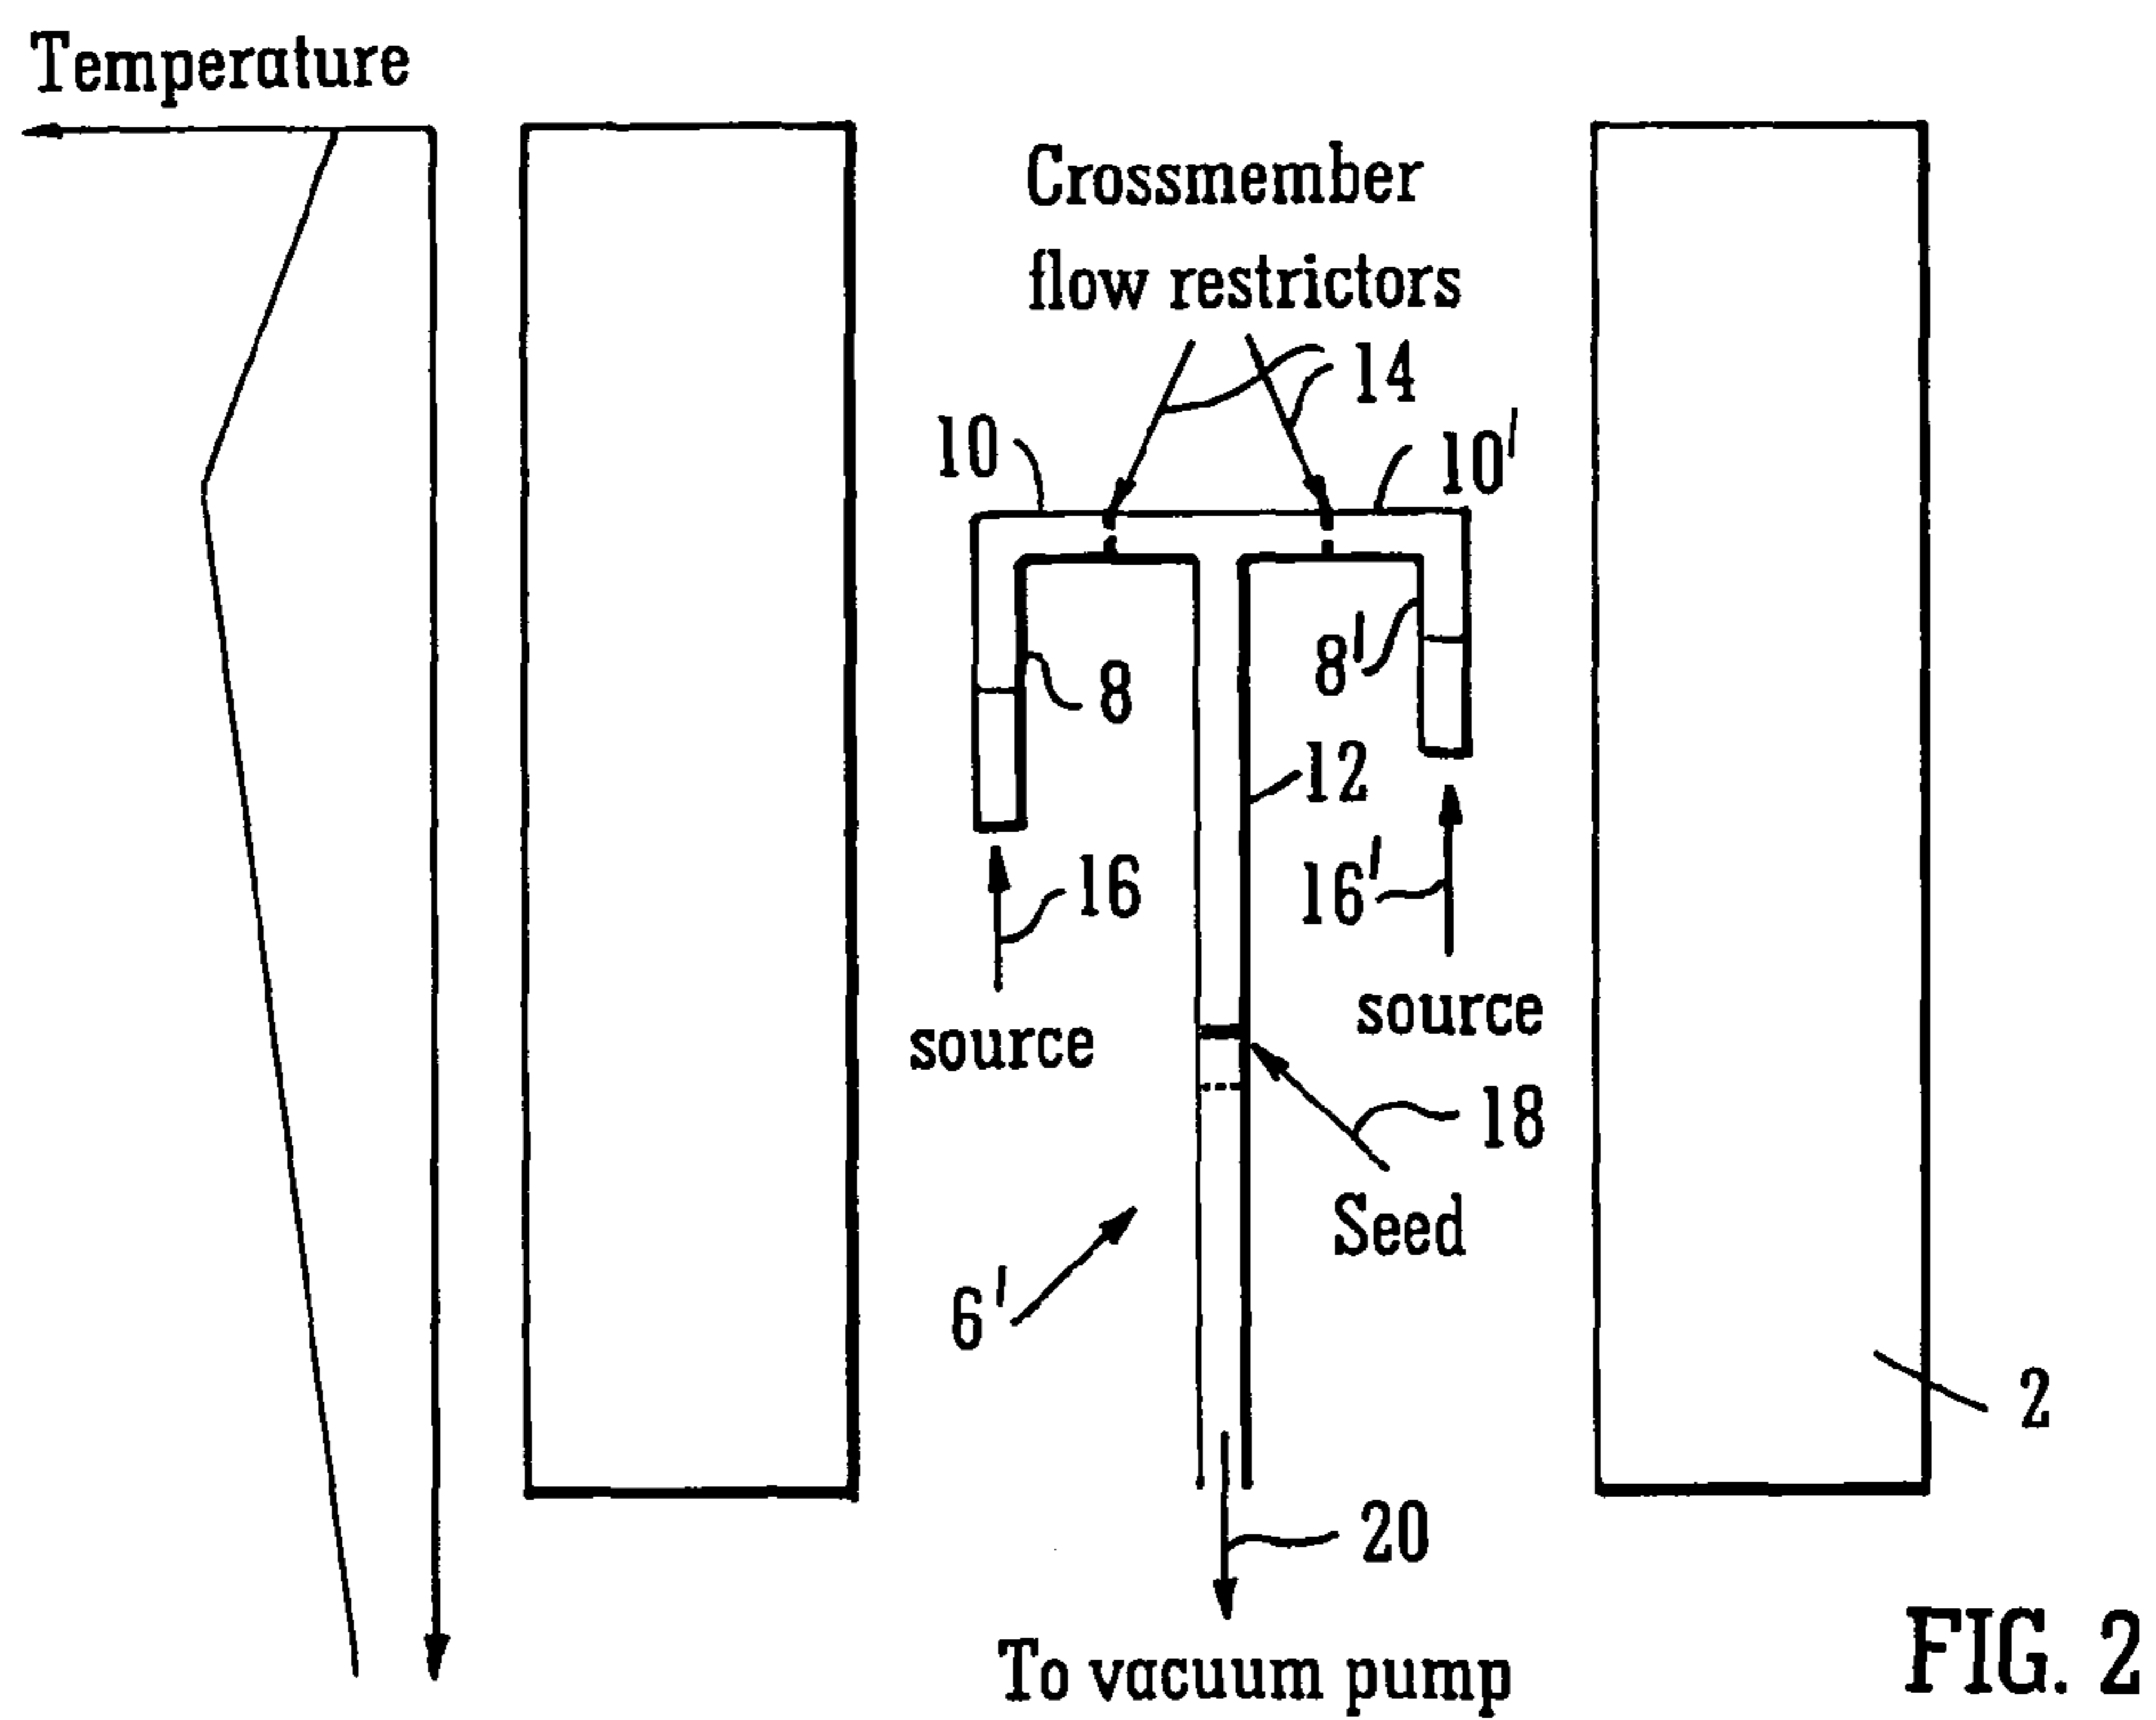 Temperature
Crossmember
flow restrictors
14
10
10'
8
8'
12
16
16'
source
source
18
Seed
6'
2
20
To vacuum pump
FIG. 2